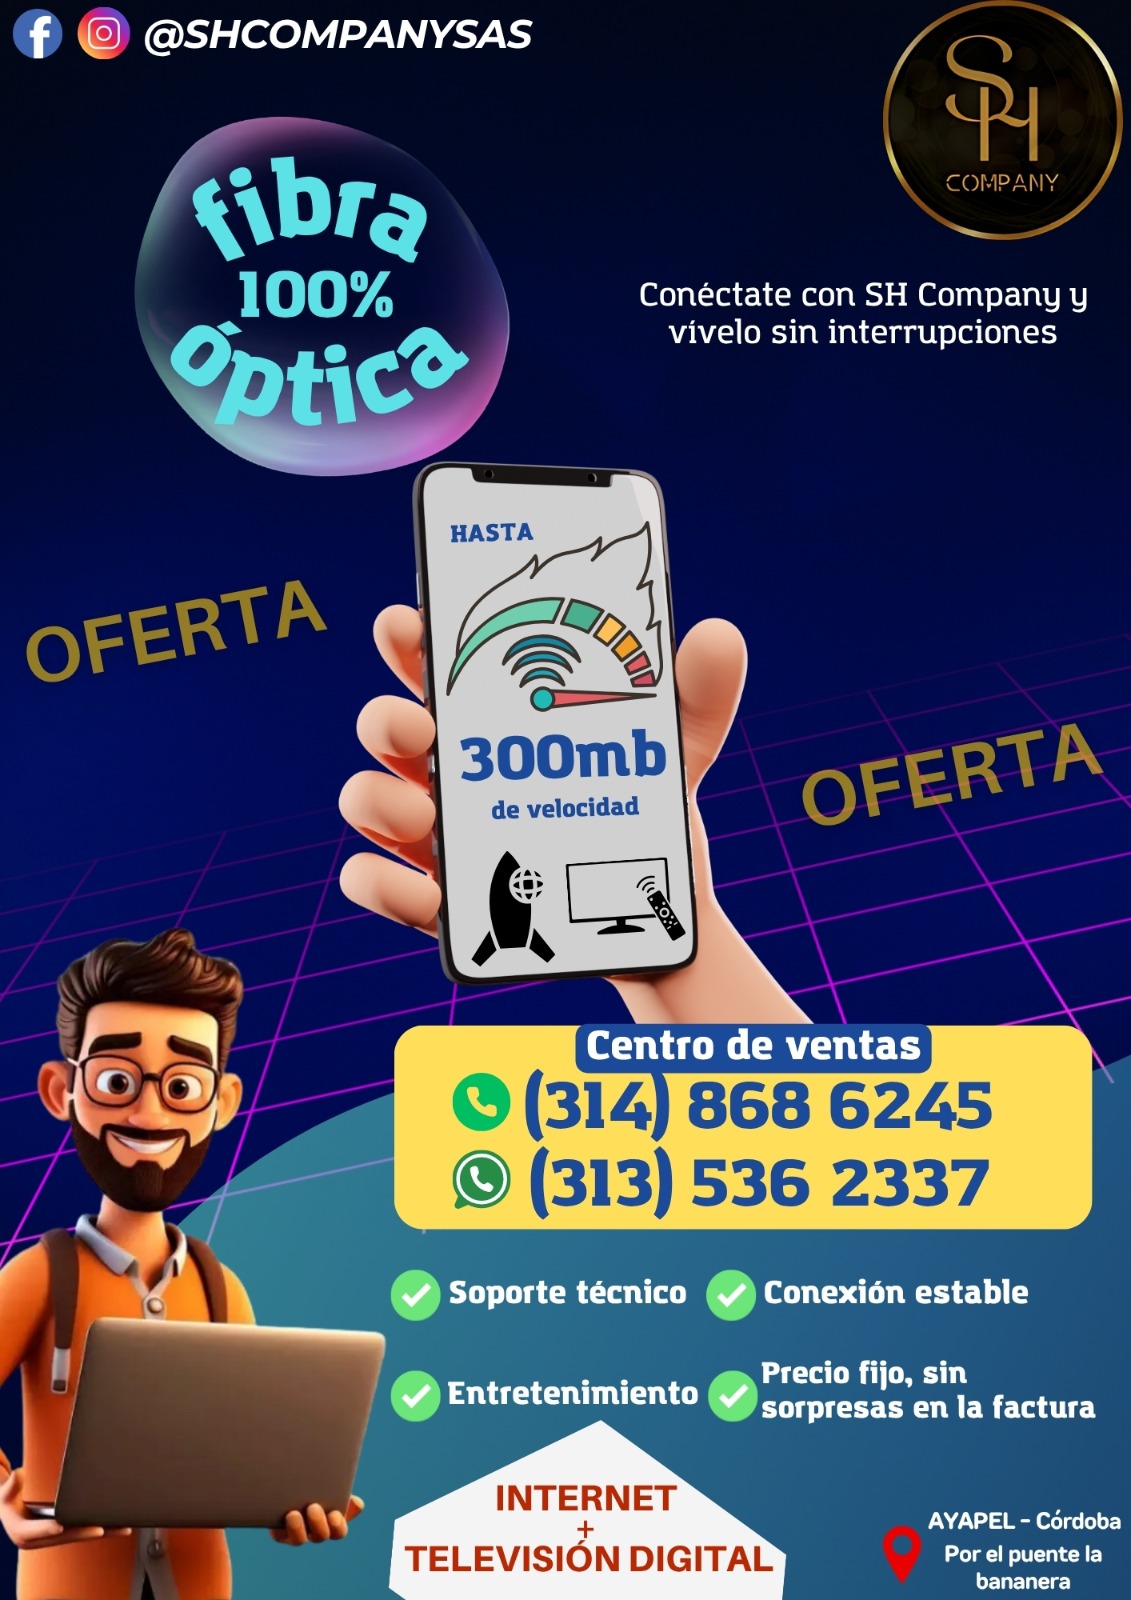 @SHCOMPANYSAS
SH
COMPANY
fibra
100%
óptica
Conéctate con SH Company y
vívelo sin interrupciones
HASTA
OFERTA
300mb
de velocidad
OFERTA
Centro de ventas
(314) 868 6245
(313) 536 2337
Soporte técnico
Conexión estable
Entretenimiento
Precio fijo, sin
sorpresas en la factura
INTERNET
+
TELEVISIÓN DIGITAL
AYAPEL - Córdoba
Por el puente la
bananera